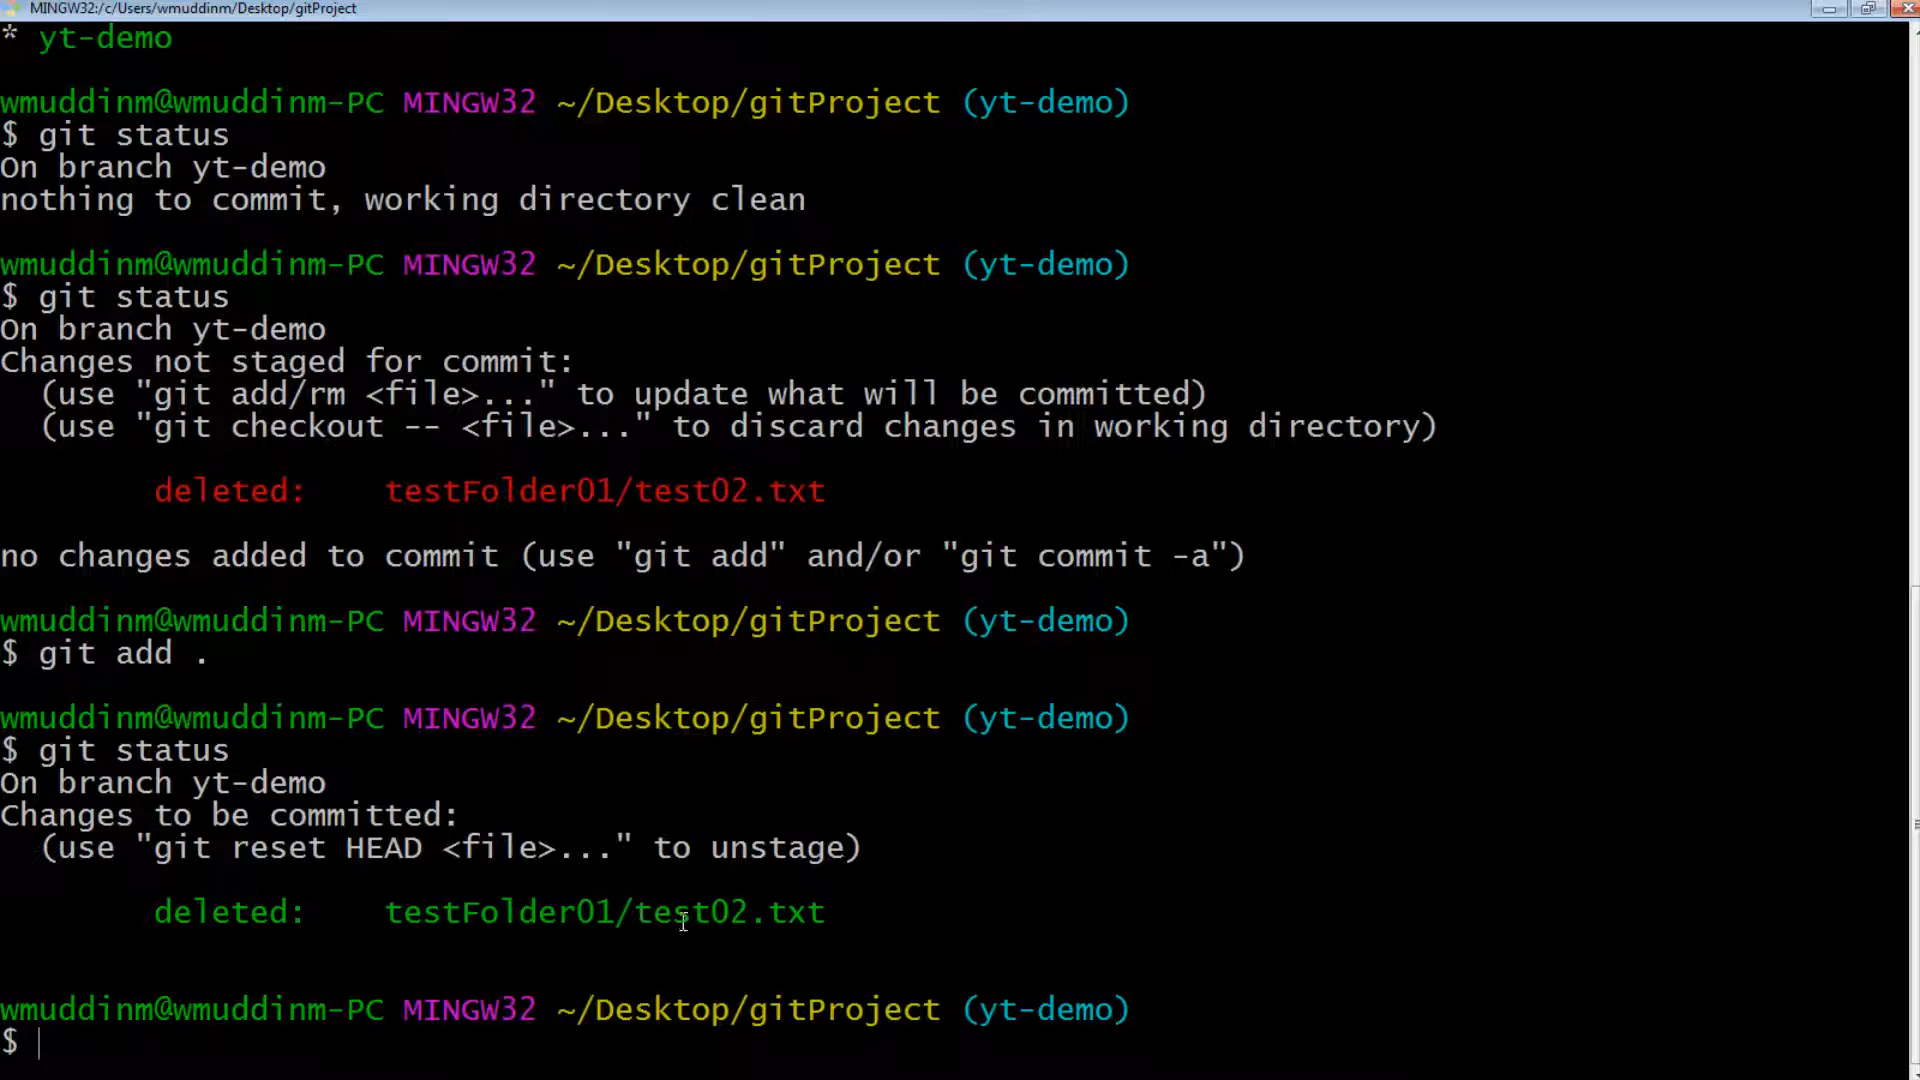 MINGW32:/c/Users/wmuddinm/Desktop/gitProject
* yt-demo
wmuddinm@wmuddinm-PC MINGW32 ~/Desktop/gitProject (yt-demo)
$ git status
On branch yt-demo
nothing to commit, working directory clean
wmuddinm@wmuddinm-PC MINGW32 ~/Desktop/gitProject (yt-demo)
$ git status
On branch yt-demo
Changes not staged for commit:
  (use "git add/rm <file>..." to update what will be committed)
  (use "git checkout -- <file>..." to discard changes in working directory)
        deleted:    testFolder01/test02.txt
no changes added to commit (use "git add" and/or "git commit -a")
wmuddinm@wmuddinm-PC MINGW32 ~/Desktop/gitProject (yt-demo)
$ git add .
wmuddinm@wmuddinm-PC MINGW32 ~/Desktop/gitProject (yt-demo)
$ git status
On branch yt-demo
Changes to be committed:
  (use "git reset HEAD <file>..." to unstage)
        deleted:    testFolder01/test02.txt
wmuddinm@wmuddinm-PC MINGW32 ~/Desktop/gitProject (yt-demo)
$